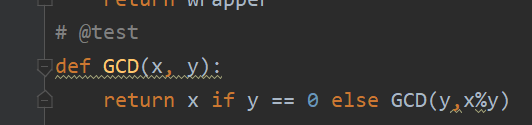 return wrapper
# @test
def GCD(x, y):
return x if y == 0 else GCD(y,x%y)